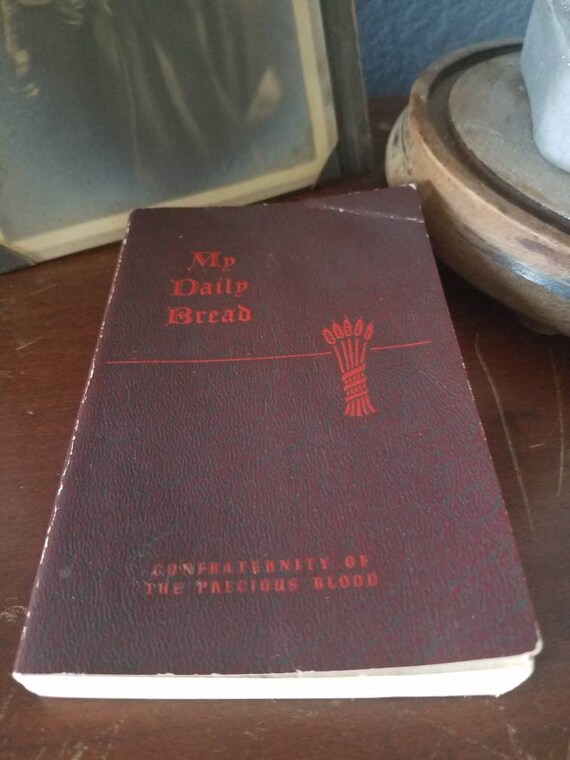 My
Daily
Bread
CONFRATERNITY OF
THE PRECIOUS BLOOD